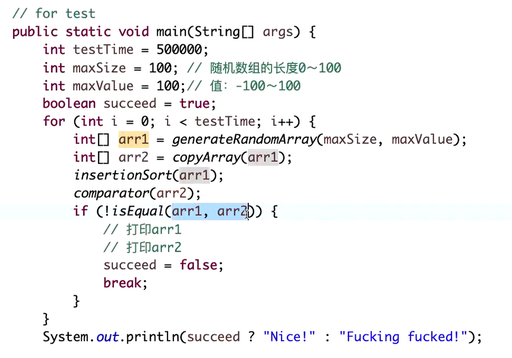 // for test
public static void main(String[] args) {
int testTime = 500000;
int maxSize = 100; // 随机数组的长度0～100
int maxValue = 100;// 值：-100～100
boolean succeed = true;
for (int i = 0; i < testTime; i++) {
int[] arr1 = generateRandomArray(maxSize, maxValue);
int[] arr2 = copyArray(arr1);
insertionSort(arr1);
comparator(arr2);
if (!isEqual(arr1, arr2)) {
// 打印arr1
// 打印arr2
succeed = false;
break;
}
}
System.out.println(succeed ? "Nice!" : "Fucking fucked!");